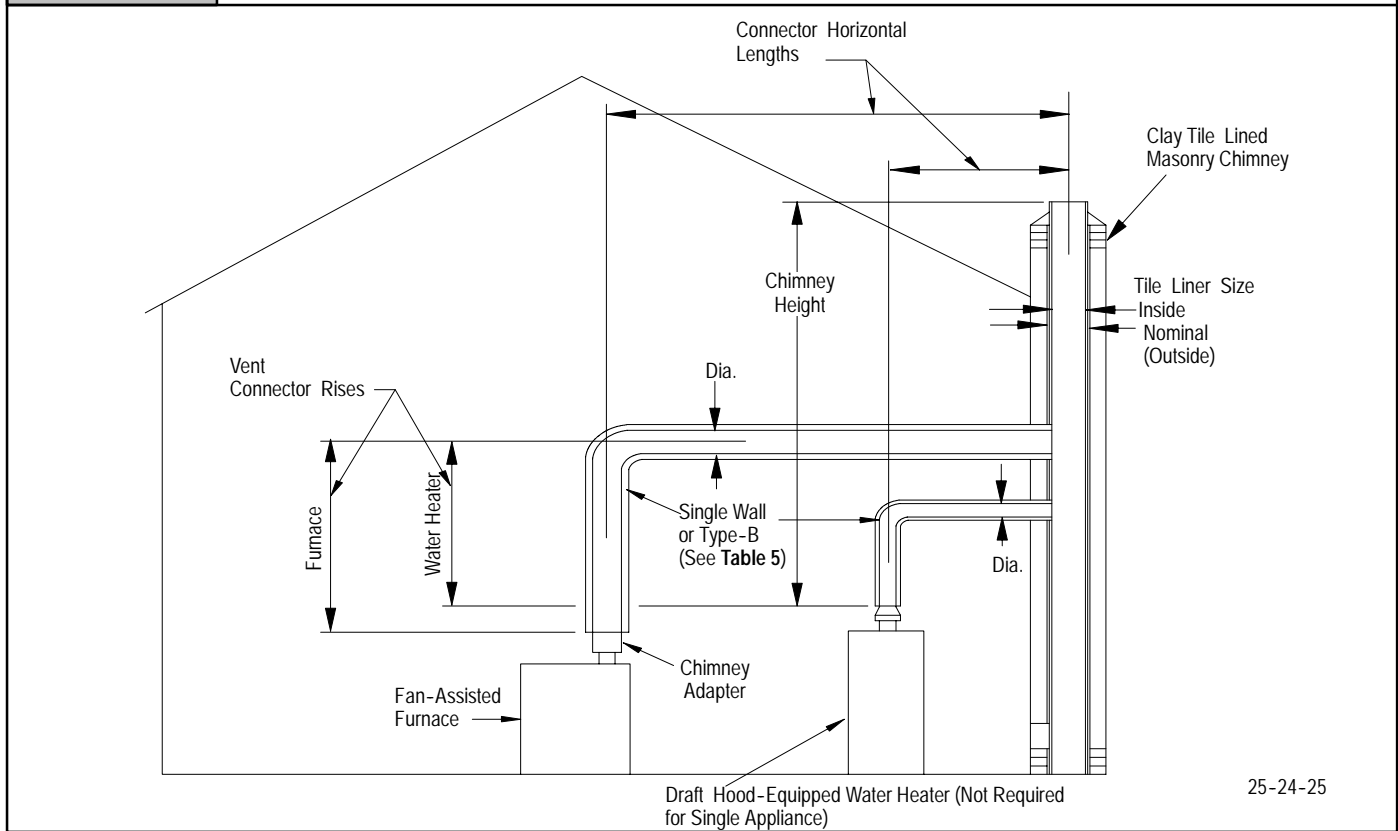 Connector Horizontal
Lengths
Clay Tile Lined
Masonry Chimney
Chimney
Height
Tile Liner Size
Inside
Nominal
(Outside)
Vent
Connector Rises
Dia.
Furnace
Water Heater
Single Wall
or Type-B
(See Table 5)
Dia.
Chimney
Adapter
Fan-Assisted
Furnace
Draft Hood-Equipped Water Heater (Not Required
for Single Appliance)
25-24-25